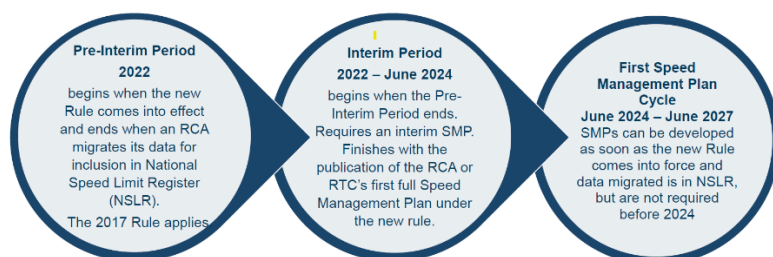 Pre-Interim Period
2022
begins when the new
Rule comes into effect
and ends when an RCA
migrates its data for
inclusion in National
Speed Limit Register
(NSLR).
The 2017 Rule applies
Interim Period
2022 – June 2024
begins when the Pre-
Interim Period ends.
Requires an interim SMP.
Finishes with the
publication of the RCA or
RTC's first full Speed
Management Plan under
the new rule.
First Speed
Management Plan
Cycle
June 2024 – June 2027
SMPs can be developed
as soon as the new Rule
comes into force and
data migrated is in NSLR,
but are not required
before 2024